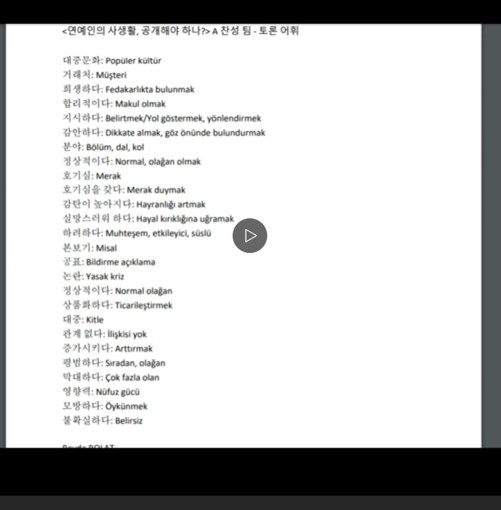 <연예인의 사생활, 공개해야 하나?> A 찬성 팀 - 토론 어휘
대중문화: Popüler kültür
거래처: Müşteri
희생하다: Fedakarlıkta bulunmak
합리적이다: Makul olmak
지시하다: Belirtmek/Yol göstermek, yönlendirmek
감안하다: Dikkate almak, göz önünde bulundurmak
분야: Bölüm, dal, kol
정상적이다: Normal, olağan olmak
호기심: Merak
호기심을 갖다: Merak duymak
감탄이 높아지다: Hayranlığı artmak
실망스러워 하다: Hayal kırıklığına uğramak
하려하다: Muhteşem, etkileyici, süslü
본보기: Misal
공표: Bildirme açıklama
논란: Yasak kriz
정상적이다: Normal olağan
상품화하다: Ticarileştirmek
대중: Kitle
관계 없다: İlişkisi yok
증가시키다: Arttırmak
평범하다: Sıradan, olağan
막대하다: Çok fazla olan
영향력: Nüfuz gücü
모방하다: Öykünmek
불확실하다: Belirsiz